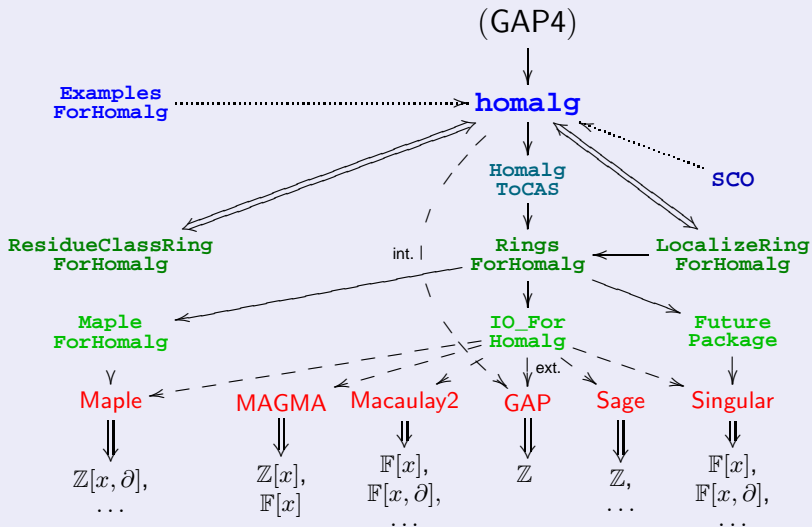 (GAP4)
Examples
ForHomalg
homalg
Homalg
ToCAS
SCO
ResidueClassRing
ForHomalg
int.
Rings
ForHomalg
LocalizeRing
ForHomalg
Maple
ForHomalg
IO_For
Homalg
Future
Package
ext.
Maple
MAGMA
Macaulay2
GAP
Sage
Singular
ℤ[x, ∂],
...
ℤ[x],
𝔽[x]
𝔽[x],
𝔽[x, ∂],
...
ℤ
ℤ,
...
𝔽[x],
𝔽[x, ∂],
...